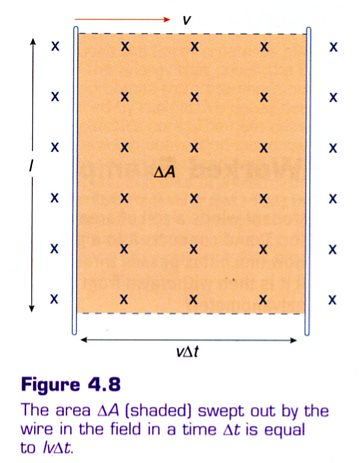 v
x x x x x
x x x x x
x x x x x
l
ΔA
x x x x x
x x x x x
x x x x x
vΔt
Figure 4.8
The area ΔA (shaded) swept out by the
wire in the field in a time Δt is equal
to lvΔt.